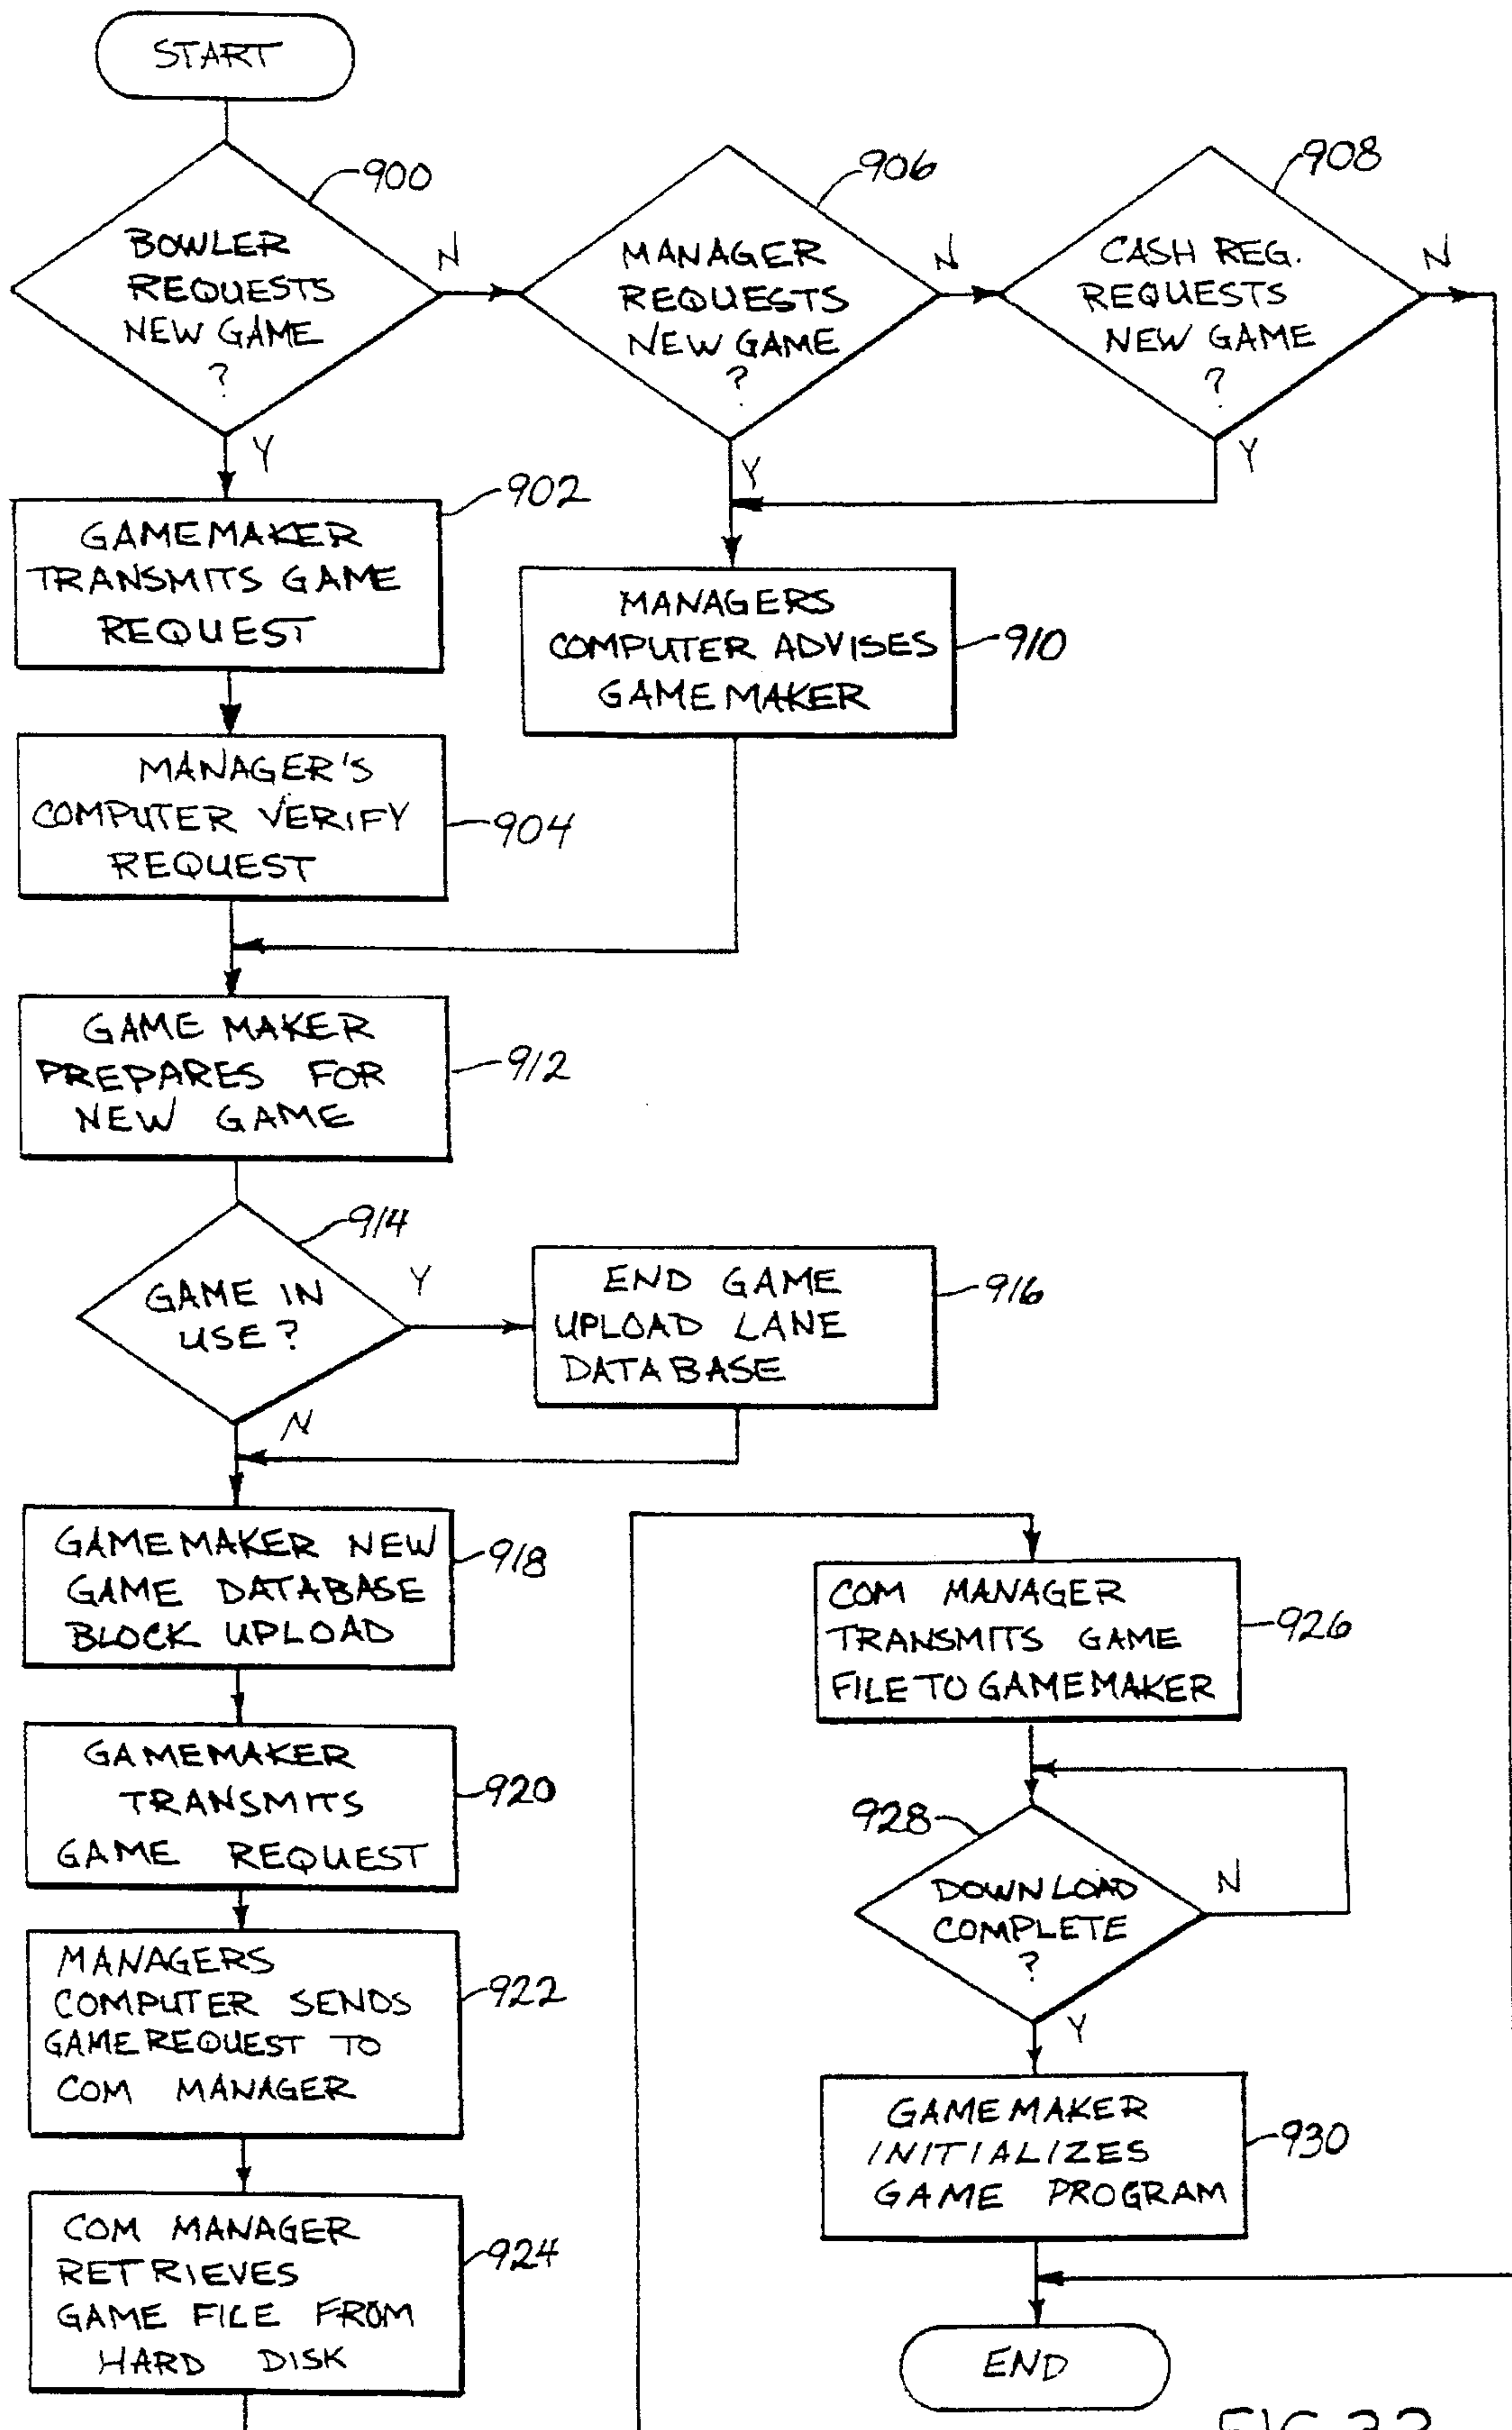 START
900
BOWLER
REQUESTS
NEW GAME
?
N
Y
906
MANAGER
REQUESTS
NEW GAME
?
N
Y
908
CASH REG.
REQUESTS
NEW GAME
?
N
Y
902
GAMEMAKER
TRANSMITS GAME
REQUEST
MANAGERS
COMPUTER ADVISES
GAMEMAKER
910
MANAGER'S
COMPUTER VERIFY
REQUEST
904
GAME MAKER
PREPARES FOR
NEW GAME
912
914
GAME IN
USE?
Y
N
END GAME
UPLOAD LANE
DATABASE
916
GAMEMAKER NEW
GAME DATABASE
BLOCK UPLOAD
918
GAMEMAKER
TRANSMITS
GAME REQUEST
920
MANAGERS
COMPUTER SENDS
GAME REQUEST TO
COM MANAGER
922
COM MANAGER
RETRIEVES
GAME FILE FROM
HARD DISK
924
COM MANAGER
TRANSMITS GAME
FILE TO GAMEMAKER
926
928
DOWNLOAD
COMPLETE
?
N
Y
GAMEMAKER
INITIALIZES
GAME PROGRAM
930
END